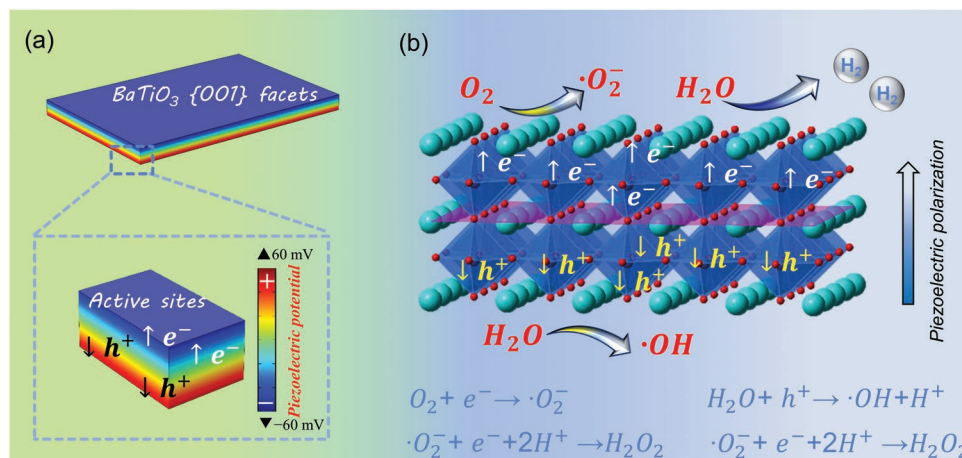 (a)
BaTiO₃ {001} facets
▲60 mV
+
Piezoelectric potential
−
▼−60 mV
Active sites
↑ e⁻
↑ e⁻
↓ h⁺
↓ h⁺
(b)
O₂
·O₂⁻
H₂O
H₂
H₂
↑ e⁻
↑ e⁻
↑ e⁻
↑ e⁻
↑ e⁻
↑ e⁻
↓ h⁺
↓ h⁺
↓ h⁺
↓ h⁺
↓ h⁺
↓ h⁺
Piezoelectric polarization
H₂O
·OH
O₂+ e⁻→ ·O₂⁻
H₂O+ h⁺→ ·OH+H⁺
·O₂⁻+ e⁻+2H⁺ →H₂O₂
·O₂⁻+ e⁻+2H⁺ →H₂O₂